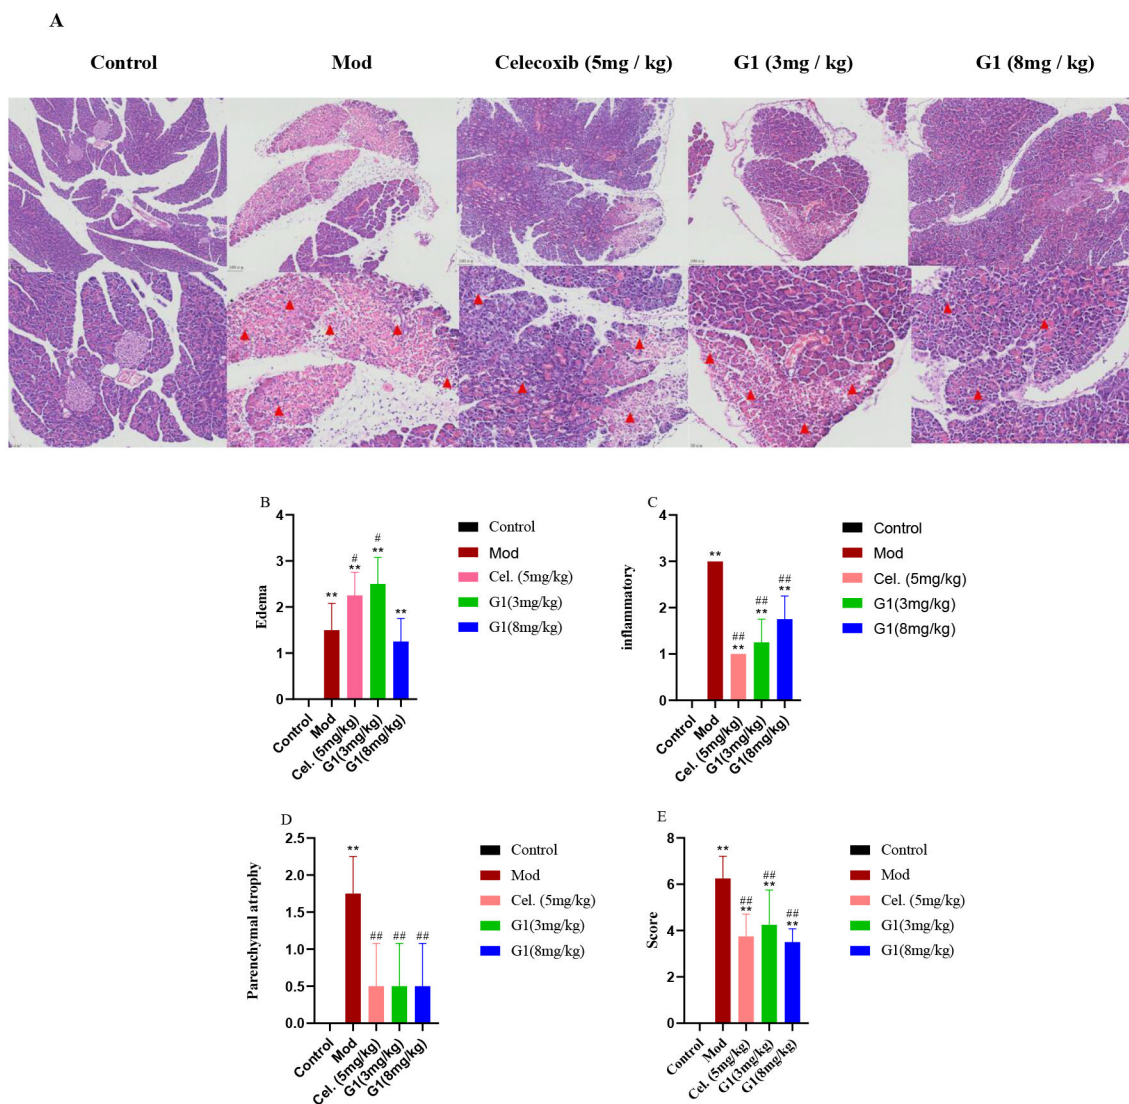 A
Control
Mod
Celecoxib (5mg / kg)
G1 (3mg / kg)
G1 (8mg / kg)
B
Edema
4
3
2
1
0
#
**
**
#
**
**
Control
Mod
Cel. (5mg/kg)
G1(3mg/kg)
G1(8mg/kg)
Control
Mod
Cel. (5mg/kg)
G1(3mg/kg)
G1(8mg/kg)
C
inflammatory
4
3
2
1
0
**
##
**
##
**
##
**
Control
Mod
Cel. (5mg/kg)
G1(3mg/kg)
G1(8mg/kg)
Control
Mod
Cel. (5mg/kg)
G1(3mg/kg)
G1(8mg/kg)
D
Parenchymal atrophy
2.5
2.0
1.5
1.0
0.5
0.0
**
##
##
##
Control
Mod
Cel. (5mg/kg)
G1(3mg/kg)
G1(8mg/kg)
Control
Mod
Cel. (5mg/kg)
G1(3mg/kg)
G1(8mg/kg)
E
Score
8
6
4
2
0
**
##
**
##
**
##
**
Control
Mod
Cel. (5mg/kg)
G1(3mg/kg)
G1(8mg/kg)
Control
Mod
Cel. (5mg/kg)
G1(3mg/kg)
G1(8mg/kg)